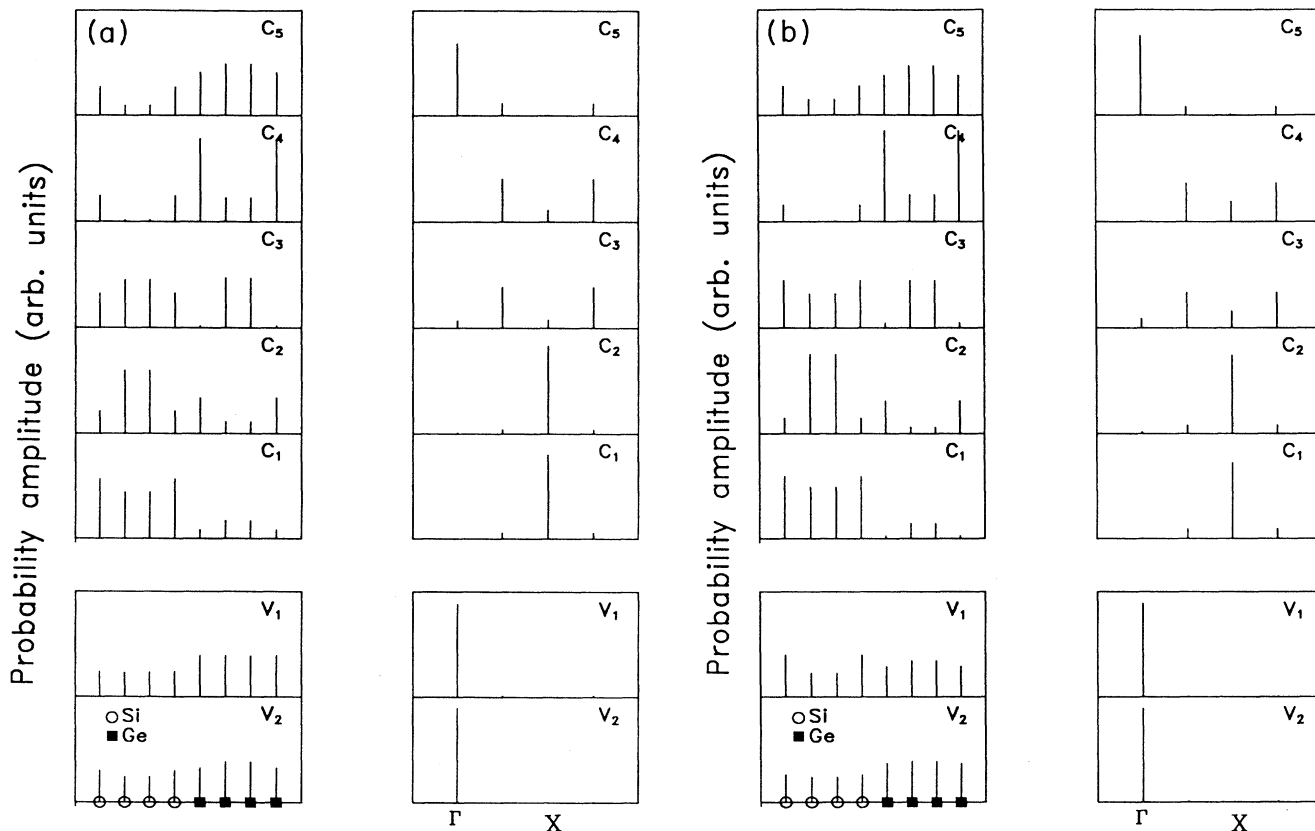 (a)
Probability amplitude (arb. units)
C₅
C₄
C₃
C₂
C₁
V₁
V₂
Si
Ge
C₅
C₄
C₃
C₂
C₁
V₁
V₂
Γ X
(b)
Probability amplitude (arb. units)
C₅
C₄
C₃
C₂
C₁
V₁
V₂
Si
Ge
C₅
C₄
C₃
C₂
C₁
V₁
V₂
Γ X